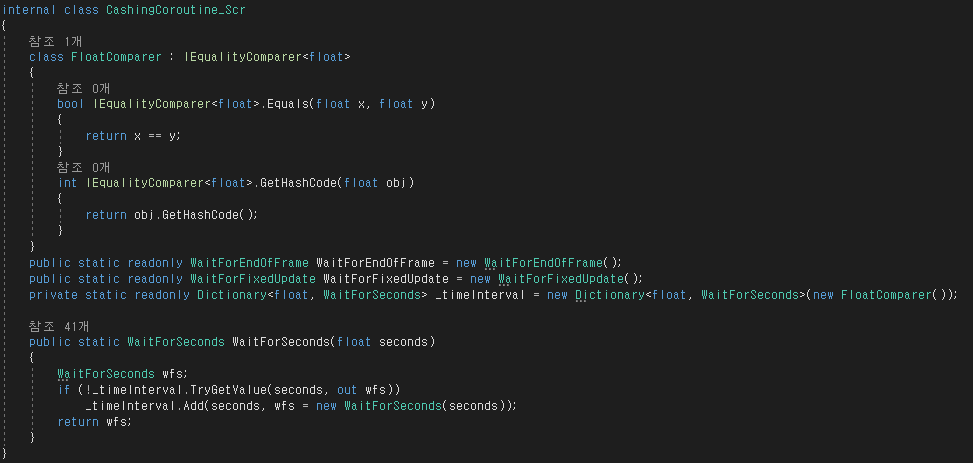 internal class CashingCoroutine_Scr
{
참조 1개
class FloatComparer : IEqualityComparer<float>
{
참조 0개
bool IEqualityComparer<float>.Equals(float x, float y)
{
return x == y;
}
참조 0개
int IEqualityComparer<float>.GetHashCode(float obj)
{
return obj.GetHashCode();
}
}
public static readonly WaitForEndOfFrame WaitForEndOfFrame = new WaitForEndOfFrame();
public static readonly WaitForFixedUpdate WaitForFixedUpdate = new WaitForFixedUpdate();
private static readonly Dictionary<float, WaitForSeconds> _timeInterval = new Dictionary<float, WaitForSeconds>(new FloatComparer());
참조 41개
public static WaitForSeconds WaitForSeconds(float seconds)
{
WaitForSeconds wfs;
if (!_timeInterval.TryGetValue(seconds, out wfs))
_timeInterval.Add(seconds, wfs = new WaitForSeconds(seconds));
return wfs;
}
}